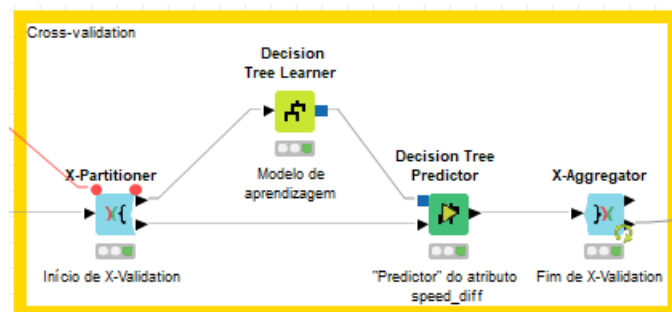 Cross-validation
Decision
Tree Learner
Modelo de
aprendizagem
X-Partitioner
Início de X-Validation
Decision Tree
Predictor
"Predictor" do atributo
speed_diff
X-Aggregator
Fim de X-Validation